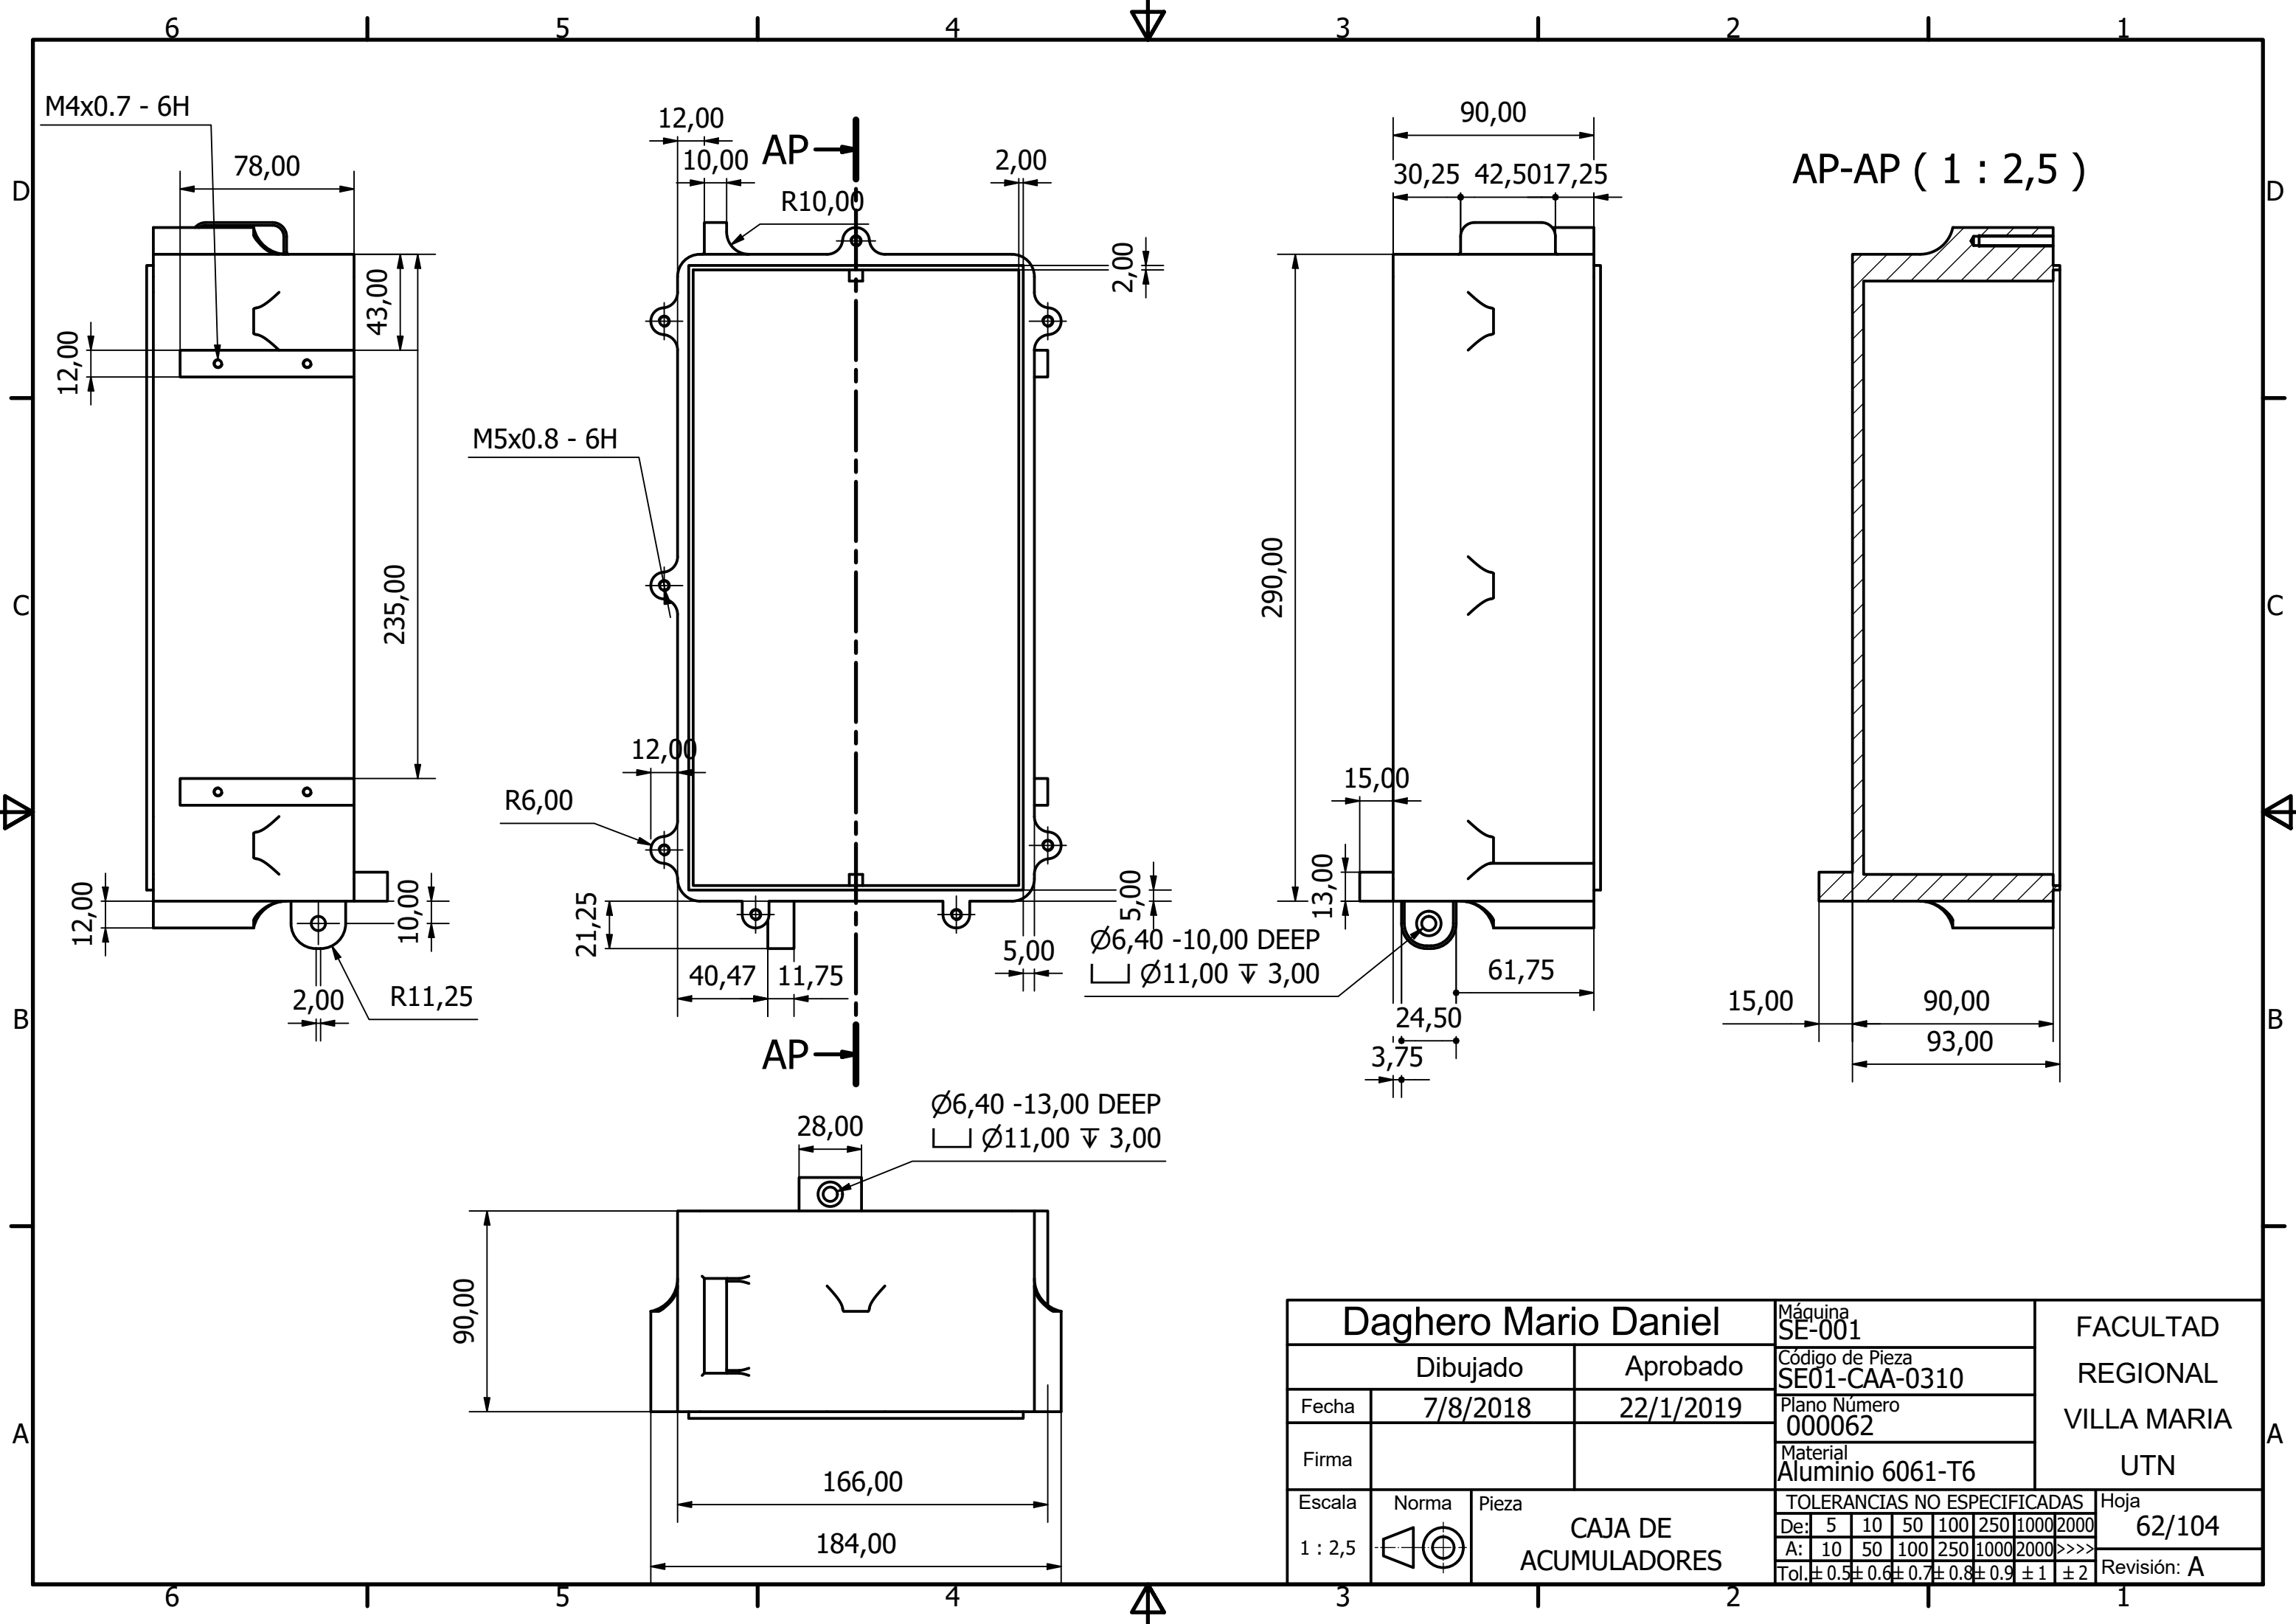 6 5 4 3 2 1
D
C
B
A
D
C
B
A
M4x0.7 - 6H
78,00
43,00
12,00
235,00
12,00
10,00
2,00
R11,25
12,00
10,00
AP
2,00
R10,00
2,00
M5x0.8 - 6H
12,00
R6,00
21,25
40,47
11,75
5,00
5,00
AP
90,00
30,25 42,50 17,25
290,00
15,00
13,00
Ø6,40 -10,00 DEEP
⌴ Ø11,00 ↧ 3,00
61,75
24,50
3,75
AP-AP ( 1 : 2,5 )
15,00
90,00
93,00
Ø6,40 -13,00 DEEP
⌴ Ø11,00 ↧ 3,00
28,00
90,00
166,00
184,00
Daghero Mario Daniel
Dibujado Aprobado
Fecha 7/8/2018 22/1/2019
Firma
Escala
1 : 2,5
Norma
Pieza
CAJA DE
ACUMULADORES
Máquina
SE-001
Código de Pieza
SE01-CAA-0310
Plano Número
000062
Material
Aluminio 6061-T6
FACULTAD
REGIONAL
VILLA MARIA
UTN
TOLERANCIAS NO ESPECIFICADAS
De: 5 10 50 100 250 1000 2000
A: 10 50 100 250 1000 2000 >>>>
Tol. ± 0.5 ± 0.6 ± 0.7 ± 0.8 ± 0.9 ± 1 ± 2
Hoja
62/104
Revisión: A
6 5 4 3 2 1